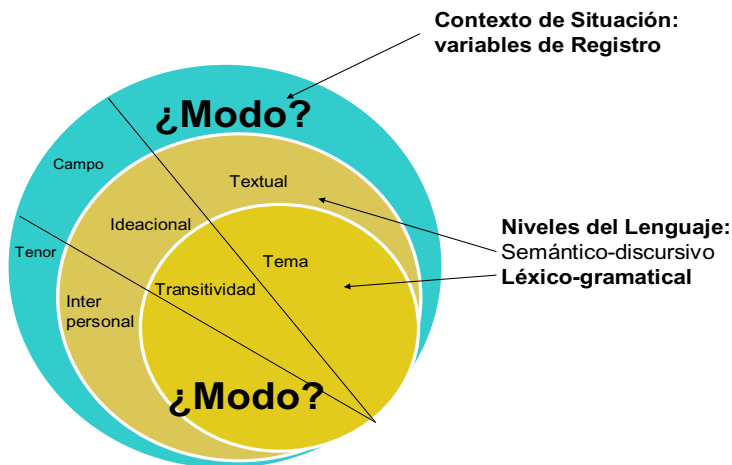 Contexto de Situación:
variables de Registro
¿Modo?
Campo
Textual
Ideacional
Niveles del Lenguaje:
Semántico-discursivo
Léxico-gramatical
Tenor
Tema
Transitividad
Inter
personal
¿Modo?